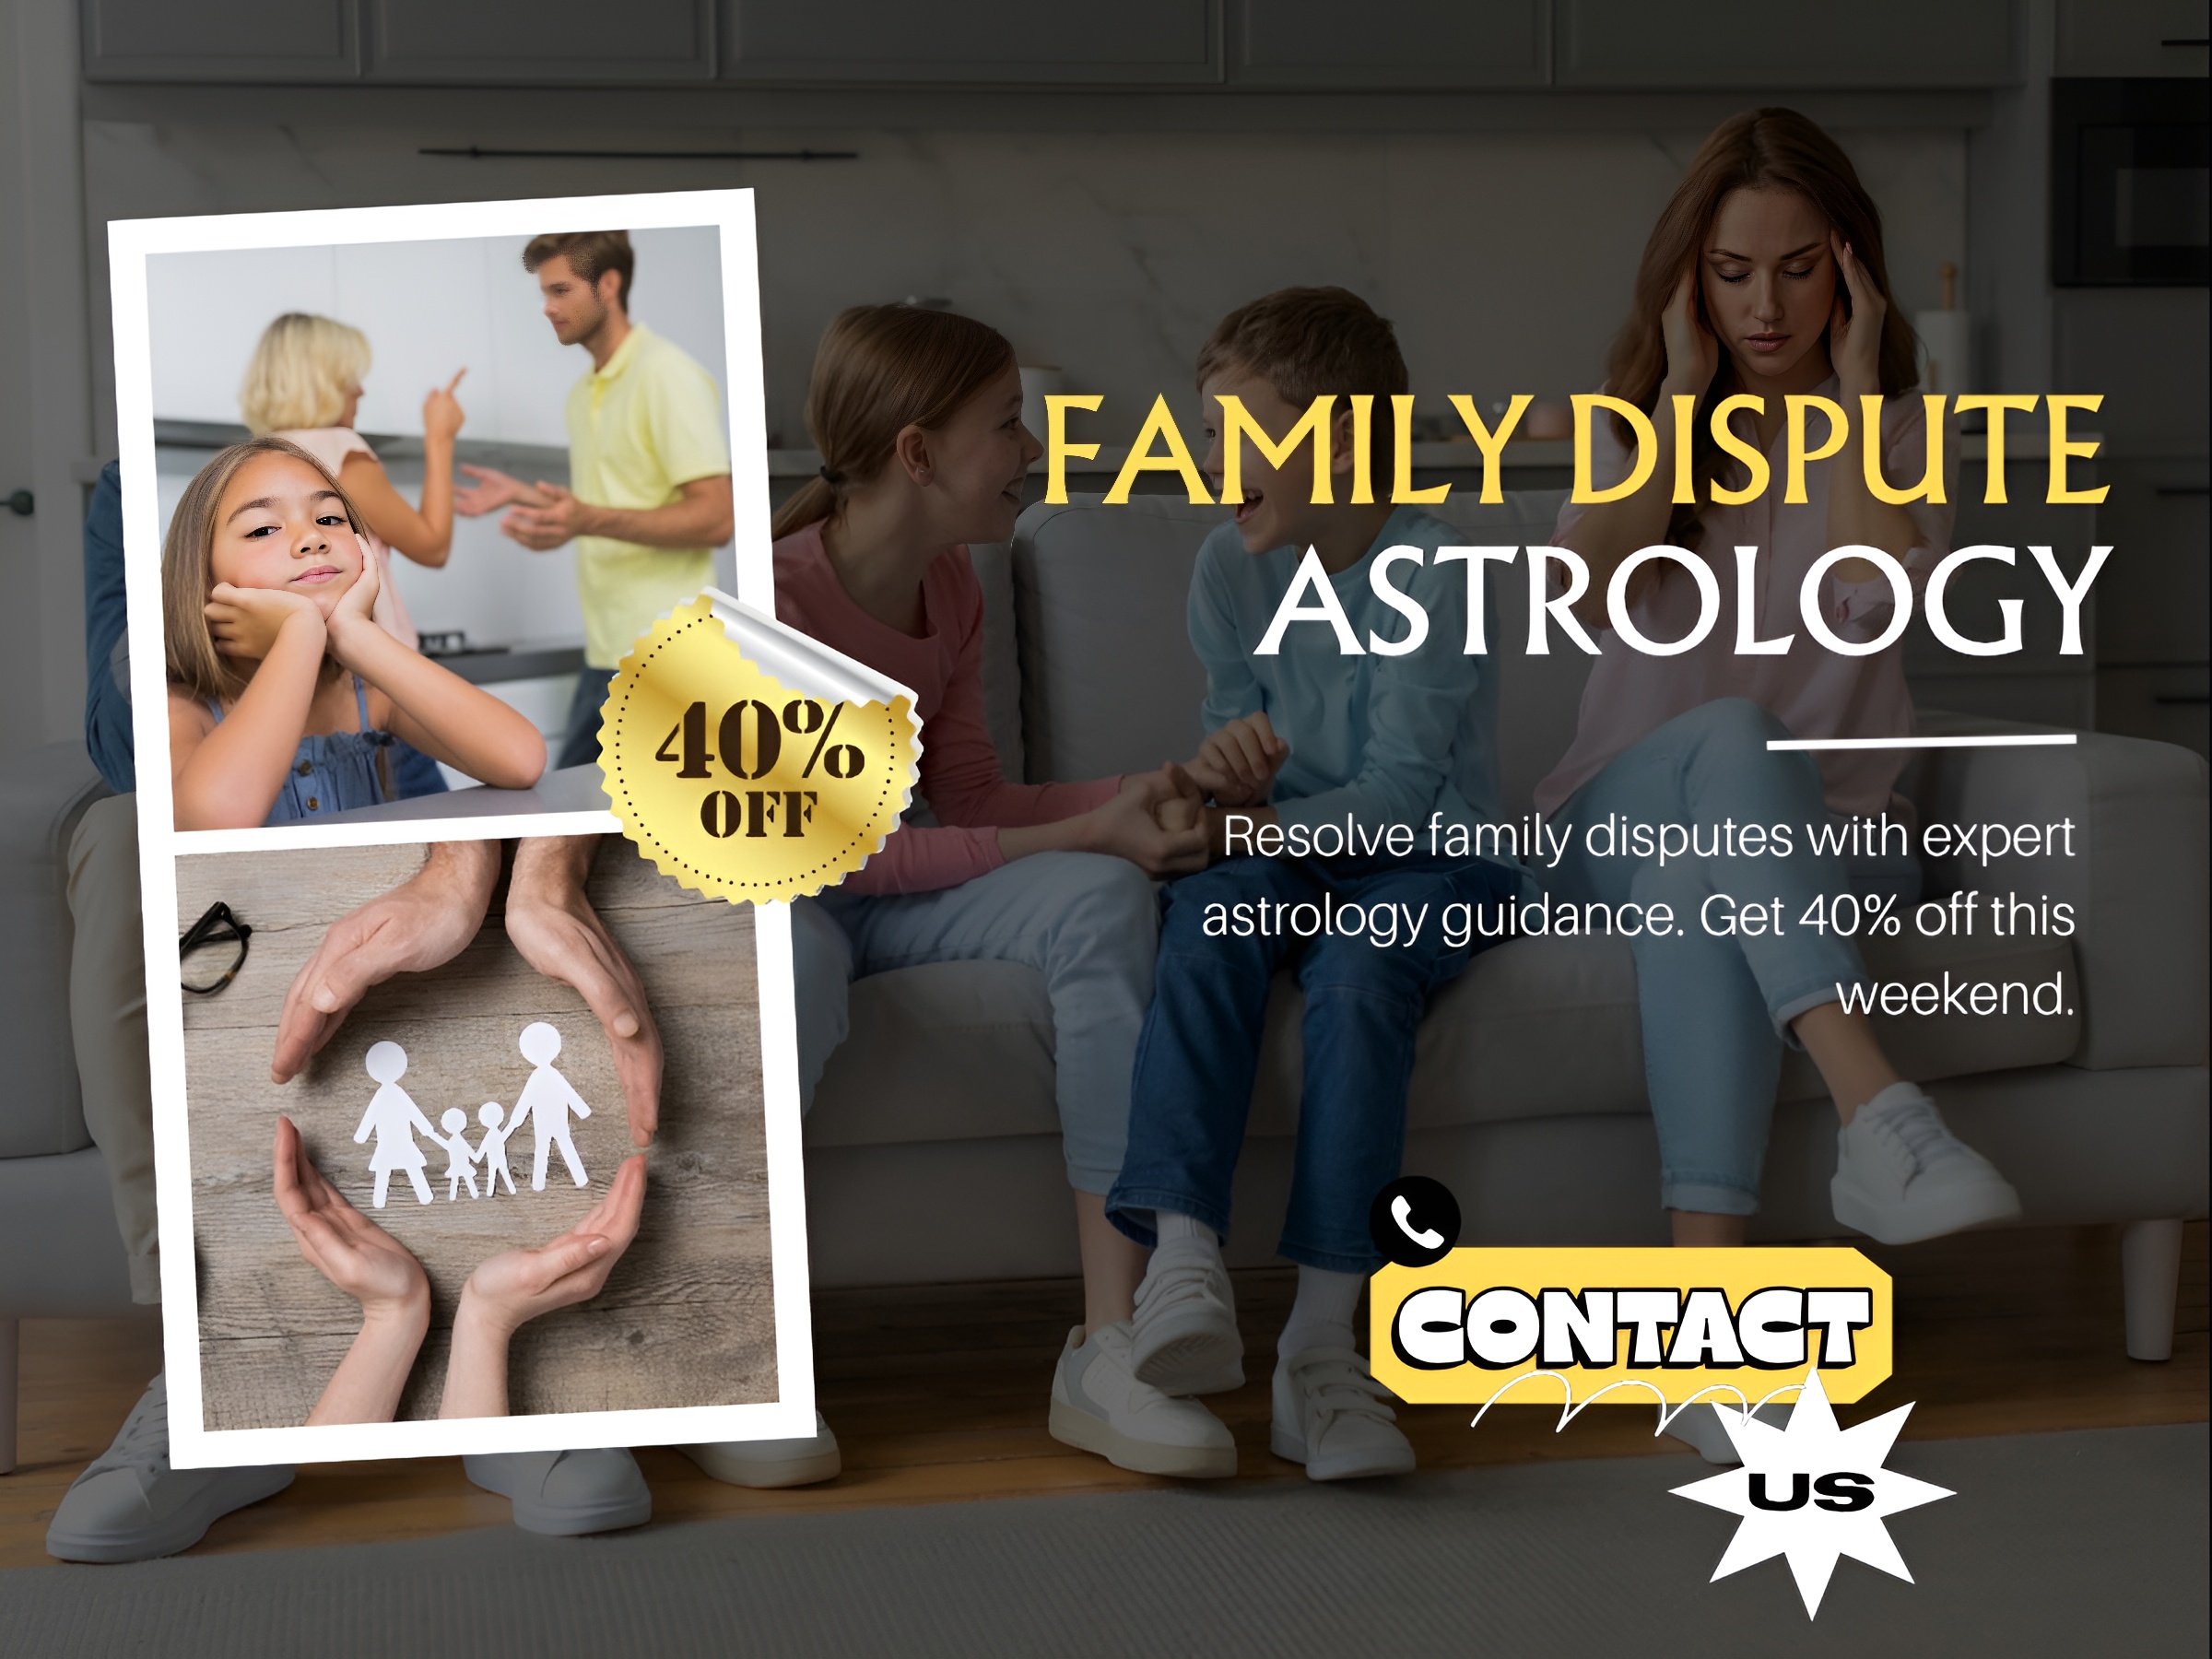 FAMILY DISPUTE
ASTROLOGY
40%
OFF
Resolve family disputes with expert
astrology guidance. Get 40% off this
weekend.
CONTACT
US